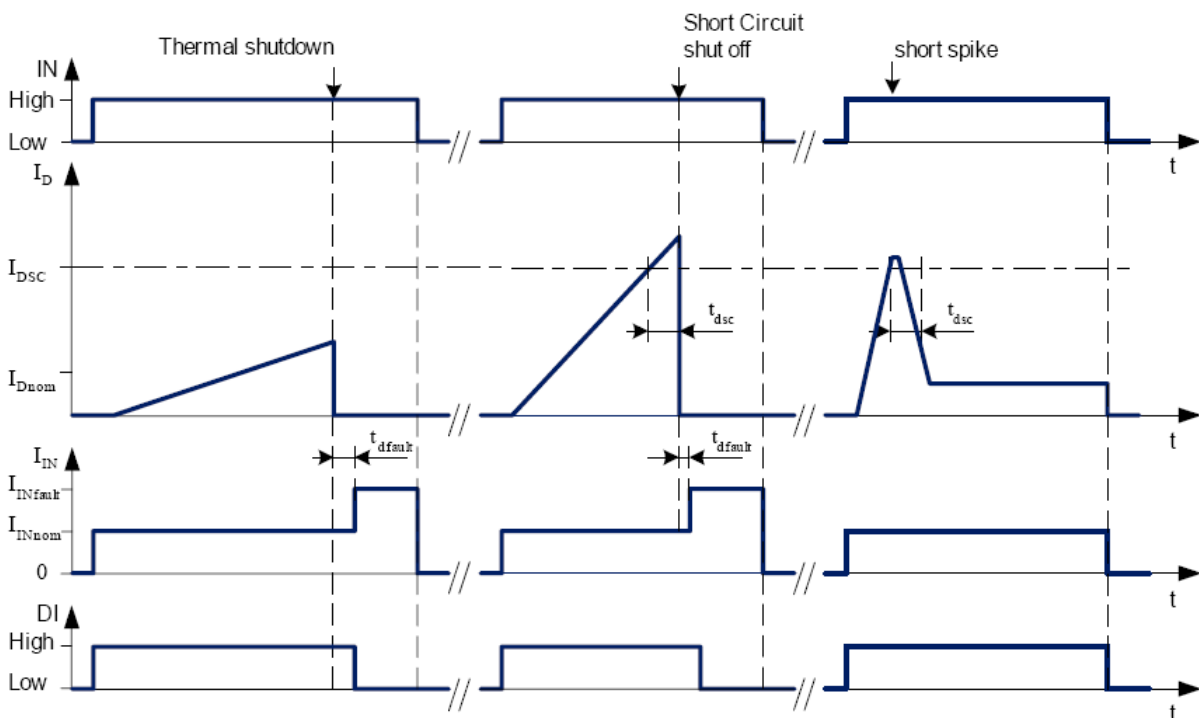 Thermal shutdown
Short Circuit
shut off
short spike
IN
High
Low
t
I_D
I_DSC
t_dsc
t_dsc
I_Dnom
t
I_IN
t_dfault
t_dfault
I_INfault
I_INnom
0
t
DI
High
Low
t